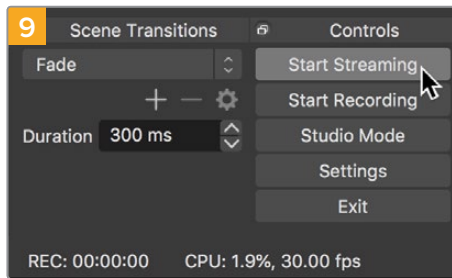 9
Scene Transitions
Controls
Fade
Start Streaming
Start Recording
Duration 300 ms
Studio Mode
Settings
Exit
REC: 00:00:00 CPU: 1.9%, 30.00 fps